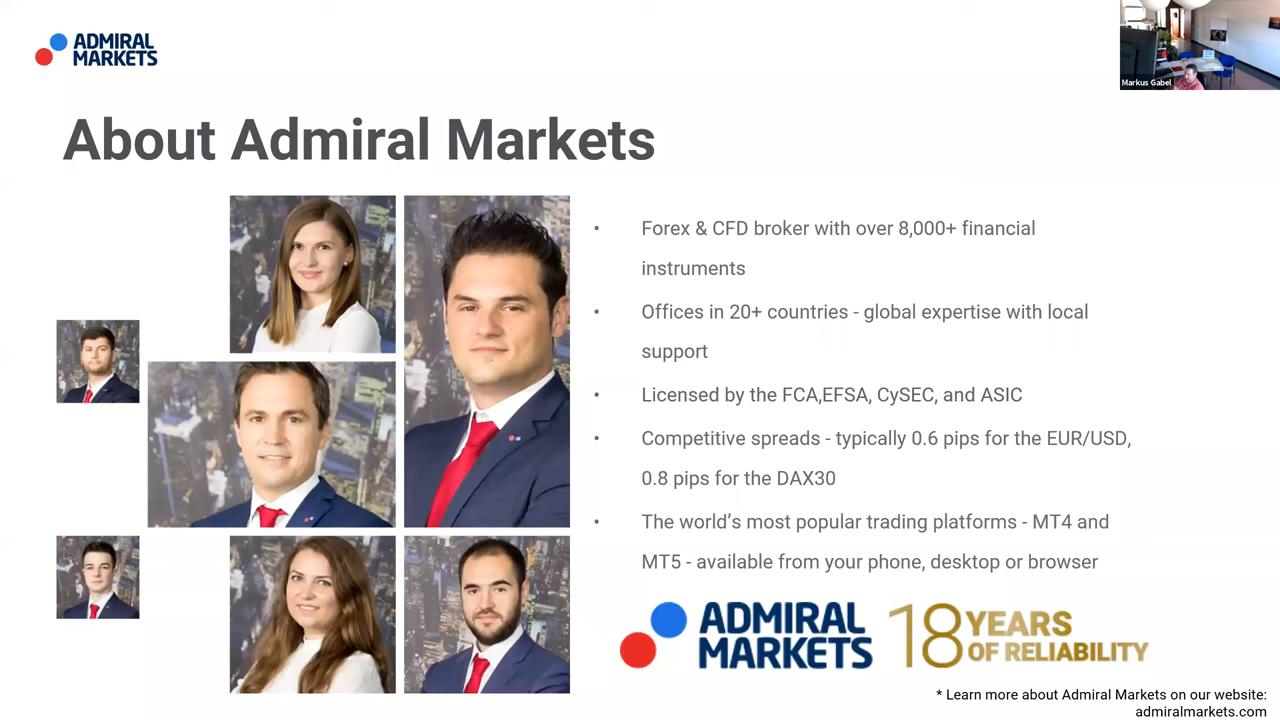 ADMIRAL
MARKETS
Markus Gabel
About Admiral Markets
• Forex & CFD broker with over 8,000+ financial
instruments
• Offices in 20+ countries - global expertise with local
support
• Licensed by the FCA,EFSA, CySEC, and ASIC
• Competitive spreads - typically 0.6 pips for the EUR/USD,
0.8 pips for the DAX30
• The world’s most popular trading platforms - MT4 and
MT5 - available from your phone, desktop or browser
ADMIRAL
MARKETS
18 YEARS
OF RELIABILITY
* Learn more about Admiral Markets on our website:
admiralmarkets.com